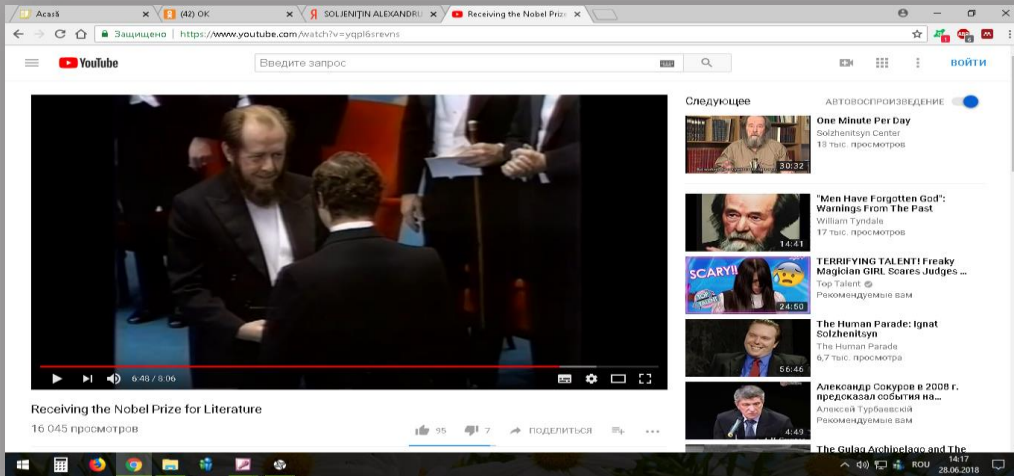 Acasă
(42) OK
SOLJENIȚIN ALEXANDRU
Receiving the Nobel Prize
Защищено | https://www.youtube.com/watch?v=yqpl6srevns
YouTube
Введите запрос
ВОЙТИ
6:48 / 8:06
Receiving the Nobel Prize for Literature
16 045 просмотров
95
7
ПОДЕЛИТЬСЯ
Следующее
АВТОВОСПРОИЗВЕДЕНИЕ
One Minute Per Day
Solzhenitsyn Center
13 тыс. просмотров
30:32
"Men Have Forgotten God":
Warnings From The Past
William Tyndale
17 тыс. просмотров
14:41
TERRIFYING TALENT! Freaky
Magician GIRL Scares Judges ...
Top Talent
Рекомендуемые вам
SCARY!!
TOP TALENT
24:50
The Human Parade: Ignat
Solzhenitsyn
The Human Parade
6,7 тыс. просмотра
56:46
Александр Сокуров в 2008 г.
предсказал события на...
Алексей Турбаевскій
Рекомендуемые вам
4:49
The Gulag Archipelago and The
ROU
14:17
28.06.2018